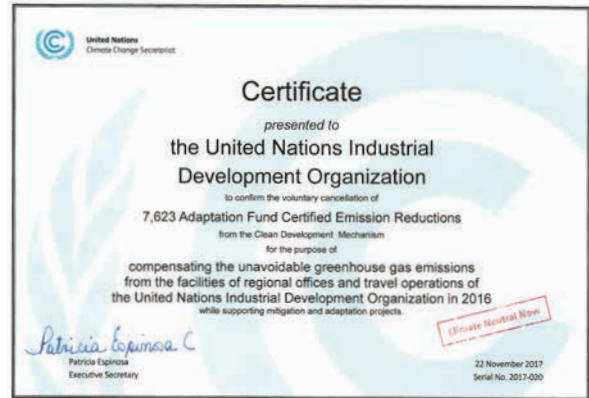 United Nations
Climate Change Secretariat
Certificate
presented to
the United Nations Industrial
Development Organization
to confirm the voluntary cancellation of
7,623 Adaptation Fund Certified Emission Reductions
from the Clean Development Mechanism
for the purpose of
compensating the unavoidable greenhouse gas emissions
from the facilities of regional offices and travel operations of
the United Nations Industrial Development Organization in 2016
while supporting mitigation and adaptation projects.
Climate Neutral Now
Patricia Espinosa C
Patricia Espinosa
Executive Secretary
22 November 2017
Serial No. 2017-020